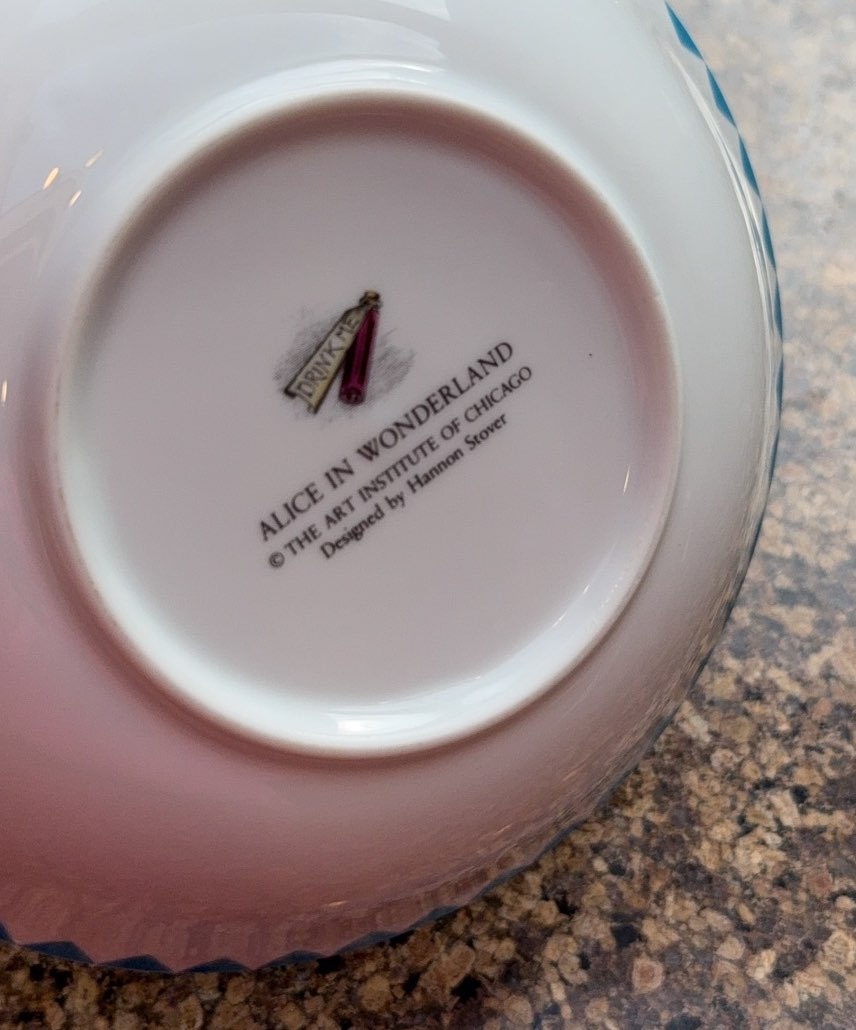 DRINK ME
ALICE IN WONDERLAND
© THE ART INSTITUTE OF CHICAGO
Designed by Hannon Stover